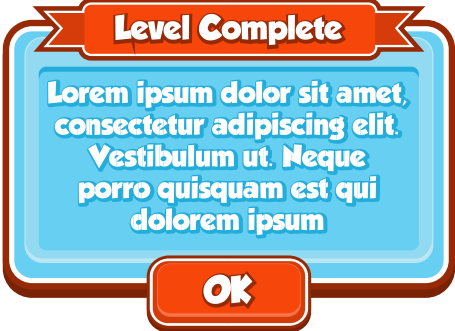 Level Complete
Lorem ipsum dolor sit amet,
consectetur adipiscing elit.
Vestibulum ut. Neque
porro quisquam est qui
dolorem ipsum
OK